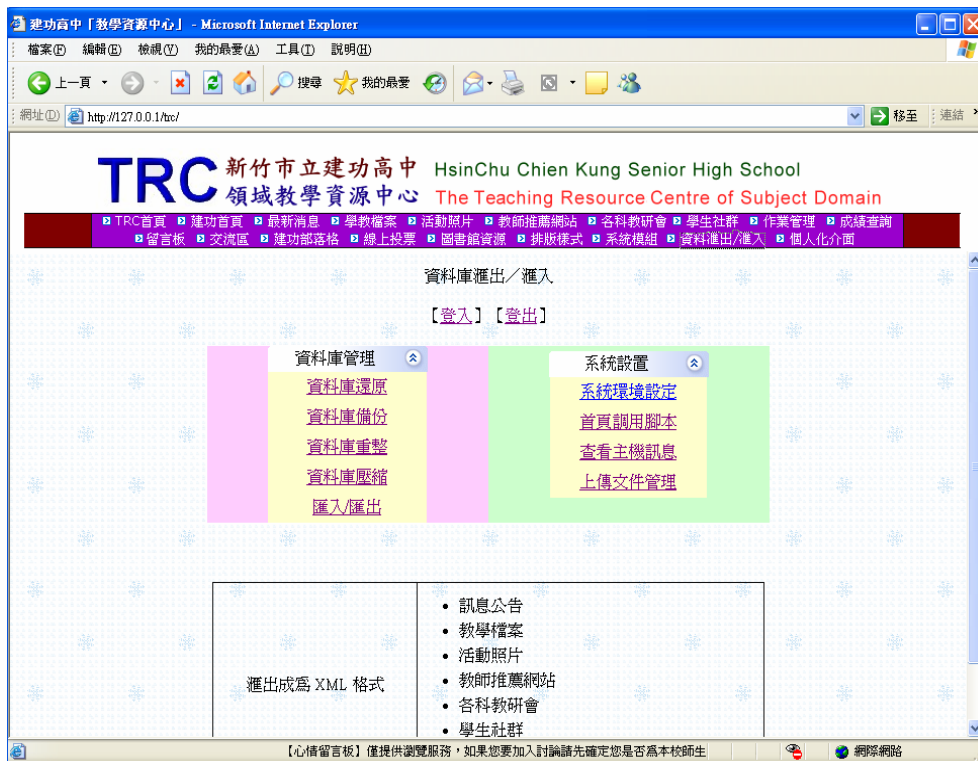 建功高中「教學資源中心」 - Microsoft Internet Explorer
檔案(F) 編輯(E) 檢視(V) 我的最愛(A) 工具(T) 說明(H)
上一頁 搜尋 我的最愛
網址(D) http://127.0.0.1/trc/ 移至 連結
TRC 新竹市立建功高中 HsinChu Chien Kung Senior High School
領域教學資源中心 The Teaching Resource Centre of Subject Domain
TRC首頁 建功首頁 最新消息 學教檔案 活動照片 教師推薦網站 各科教研會 學生社群 作業管理 成績查詢
留言板 交流區 建功部落格 線上投票 圖書館資源 排版樣式 系統模組 資料滙出/滙入 個人化介面
資料庫滙出／滙入
【登入】【登出】
資料庫管理
資料庫還原
資料庫備份
資料庫重整
資料庫壓縮
匯入/匯出
系統設置
系統環境設定
首頁調用腳本
查看主機訊息
上傳文件管理
滙出成為 XML 格式
訊息公告
教學檔案
活動照片
教師推薦網站
各科教研會
學生社群
【心情留言板】僅提供瀏覽服務，如果您要加入討論請先確定您是否為本校師生
網際網路